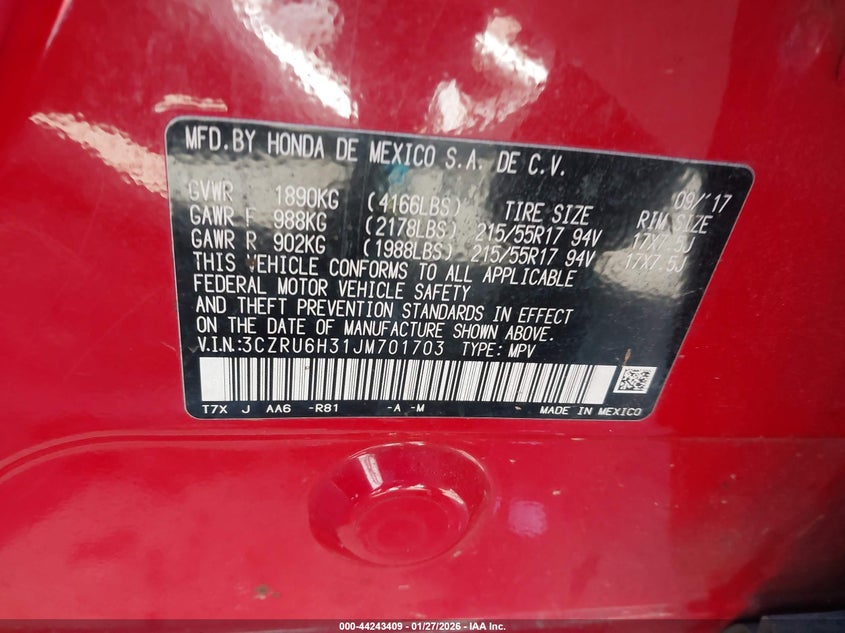 MFD.BY HONDA DE MEXICO S.A. DE C.V.
09/'17
GVWR 1890KG (4166LBS) TIRE SIZE RIM SIZE
GAWR F 988KG (2178LBS) 215/55R17 94V 17X7.5J
GAWR R 902KG (1988LBS) 215/55R17 94V 17X7.5J
THIS VEHICLE CONFORMS TO ALL APPLICABLE
FEDERAL MOTOR VEHICLE SAFETY
AND THEFT PREVENTION STANDARDS IN EFFECT
ON THE DATE OF MANUFACTURE SHOWN ABOVE.
V.I.N:3CZRU6H31JM701703 TYPE: MPV
T7X J AA6 -R81 -A -M - MADE IN MEXICO
000-44243409 - 01/27/2026 - IAA Inc.